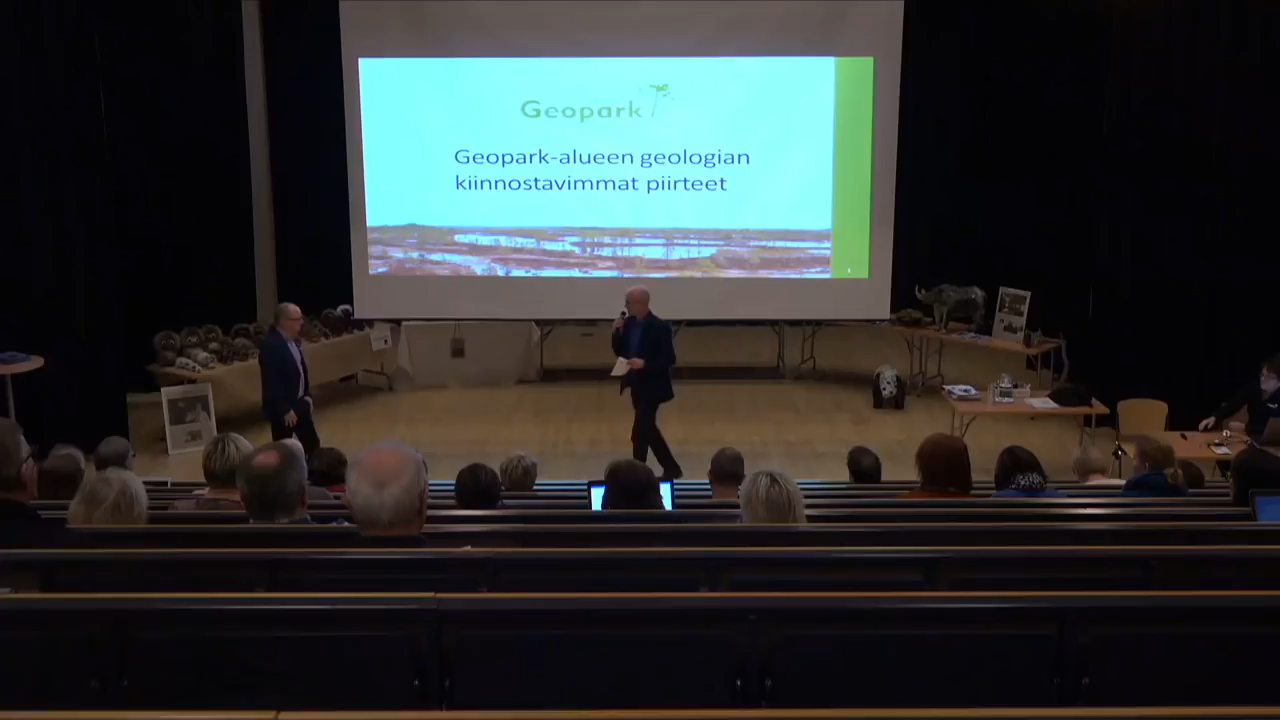 Geopark
Geopark-alueen geologian
kiinnostavimmat piirteet